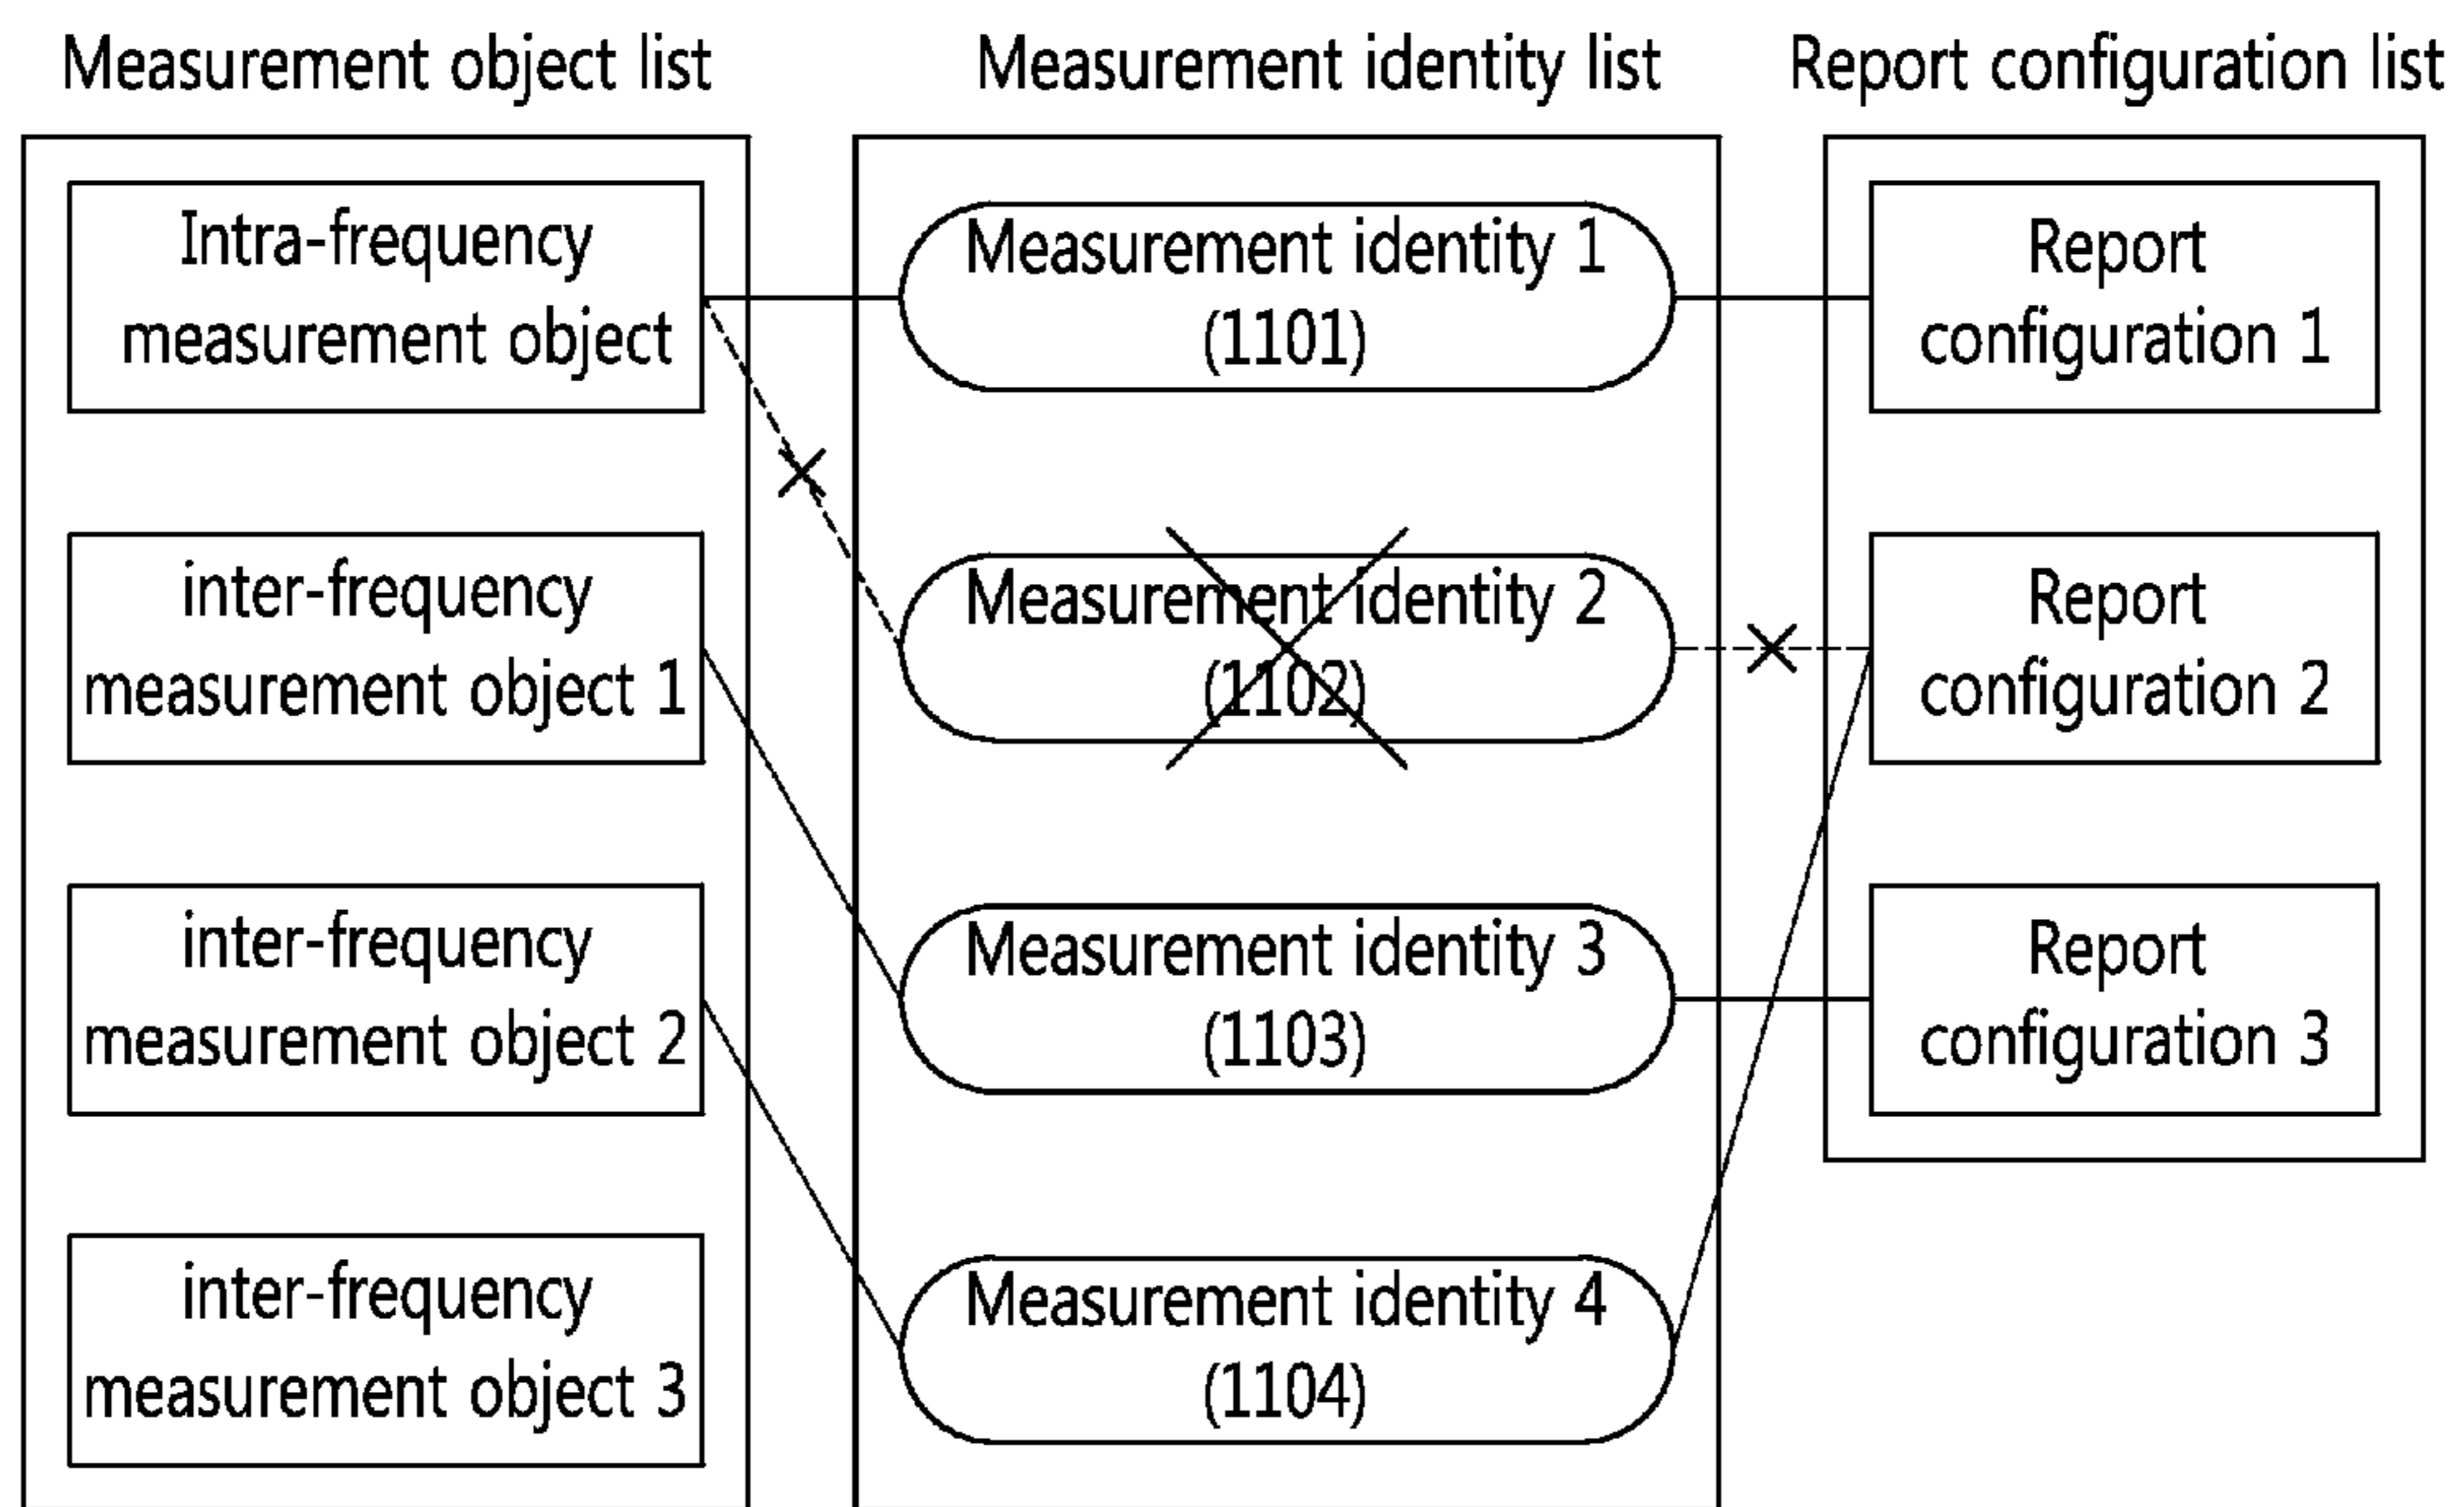 Measurement object list
Intra-frequency
measurement object
inter-frequency
measurement object 1
inter-frequency
measurement object 2
inter-frequency
measurement object 3
Measurement identity list
Measurement identity 1
(1101)
Measurement identity 2
(1102)
Measurement identity 3
(1103)
Measurement identity 4
(1104)
Report configuration list
Report
configuration 1
Report
configuration 2
Report
configuration 3